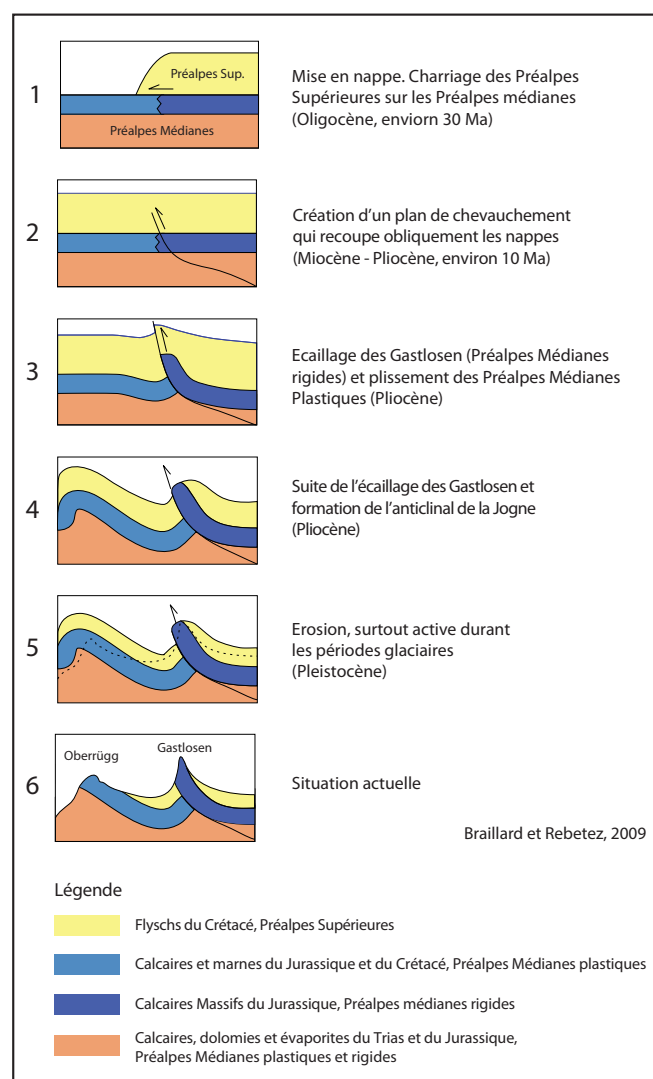 1
Préalpes Sup.
Préalpes Médianes
Mise en nappe. Charriage des Préalpes
Supérieures sur les Préalpes médianes
(Oligocène, enviorn 30 Ma)
2
Création d'un plan de chevauchement
qui recoupe obliquement les nappes
(Miocène - Pliocène, environ 10 Ma)
3
Ecaillage des Gastlosen (Préalpes Médianes
rigides) et plissement des Préalpes Médianes
Plastiques (Pliocène)
4
Suite de l'écaillage des Gastlosen et
formation de l'anticlinal de la Jogne
(Pliocène)
5
Erosion, surtout active durant
les périodes glaciaires
(Pleistocène)
6
Oberrügg
Gastlosen
Situation actuelle
Braillard et Rebetez, 2009
Légende
Flyschs du Crétacé, Préalpes Supérieures
Calcaires et marnes du Jurassique et du Crétacé, Préalpes Médianes plastiques
Calcaires Massifs du Jurassique, Préalpes médianes rigides
Calcaires, dolomies et évaporites du Trias et du Jurassique,
Préalpes Médianes plastiques et rigides